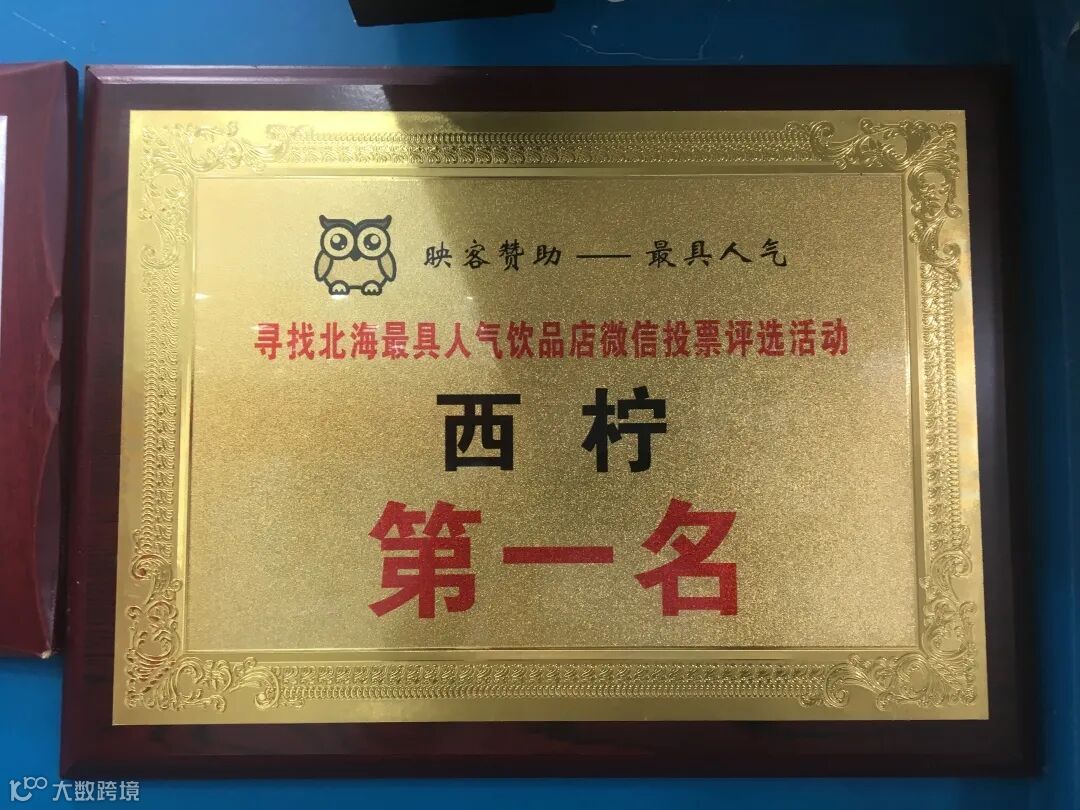 映客赞助——最具人气
寻找北海最具人气饮品店微信投票评选活动
西柠
第一名
大数跨境